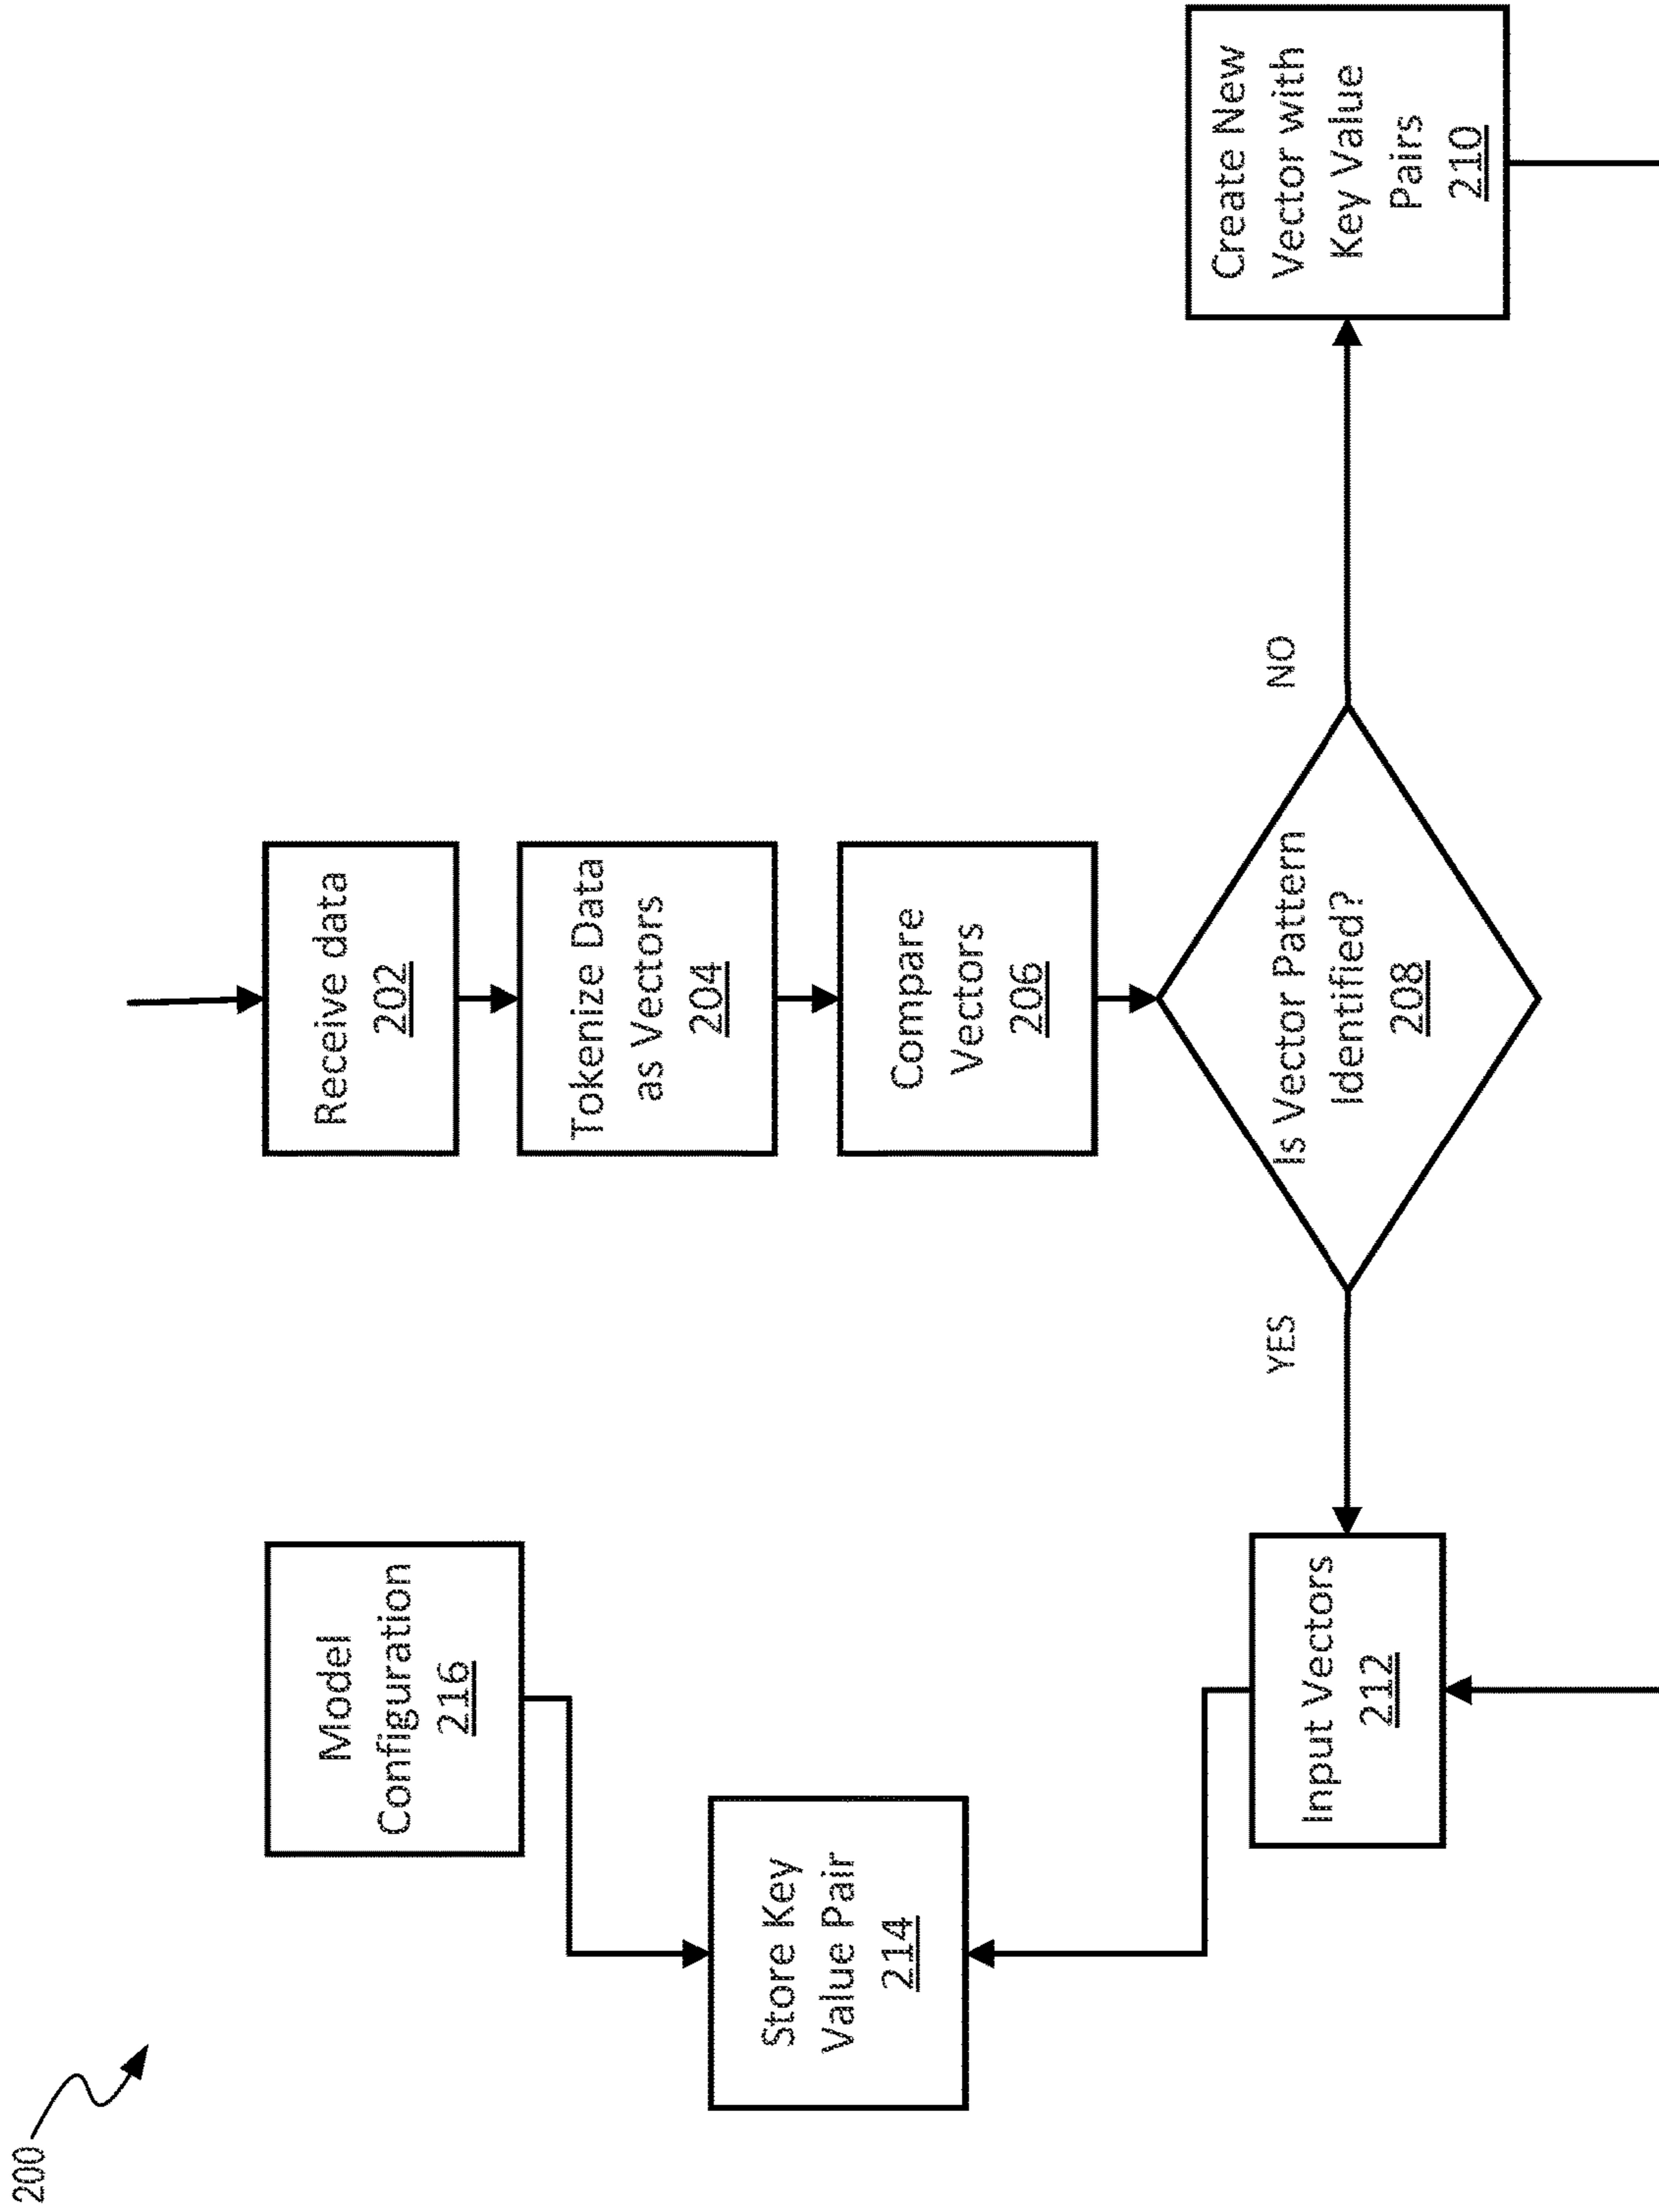 200
Receive data
202
Tokenize Data
as Vectors
204
Compare
Vectors
206
Is Vector Pattern
Identified?
208
YES
NO
Create New
Vector with
Key Value
Pairs
210
Input Vectors
212
Store Key
Value Pair
214
Model
Configuration
216